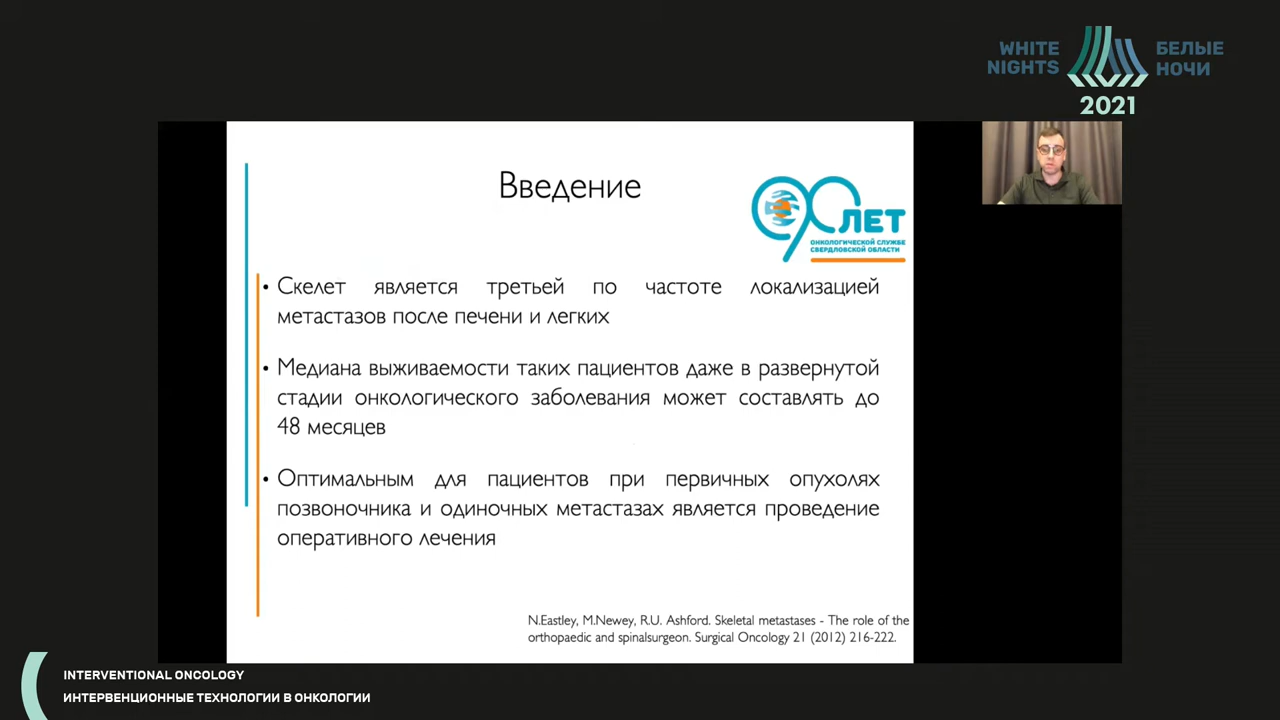 WHITE
NIGHTS
БЕЛЫЕ
НОЧИ
2021
Введение
90 ЛЕТ
ОНКОЛОГИЧЕСКОЙ СЛУЖБЕ
СВЕРДЛОВСКОЙ ОБЛАСТИ
• Скелет является третьей по частоте локализацией
метастазов после печени и легких
• Медиана выживаемости таких пациентов даже в развернутой
стадии онкологического заболевания может составлять до
48 месяцев
• Оптимальным для пациентов при первичных опухолях
позвоночника и одиночных метастазах является проведение
оперативного лечения
N.Eastley, M.Newey, R.U. Ashford. Skeletal metastases - The role of the
orthopaedic and spinalsurgeon. Surgical Oncology 21 (2012) 216-222.
INTERVENTIONAL ONCOLOGY
ИНТЕРВЕНЦИОННЫЕ ТЕХНОЛОГИИ В ОНКОЛОГИИ